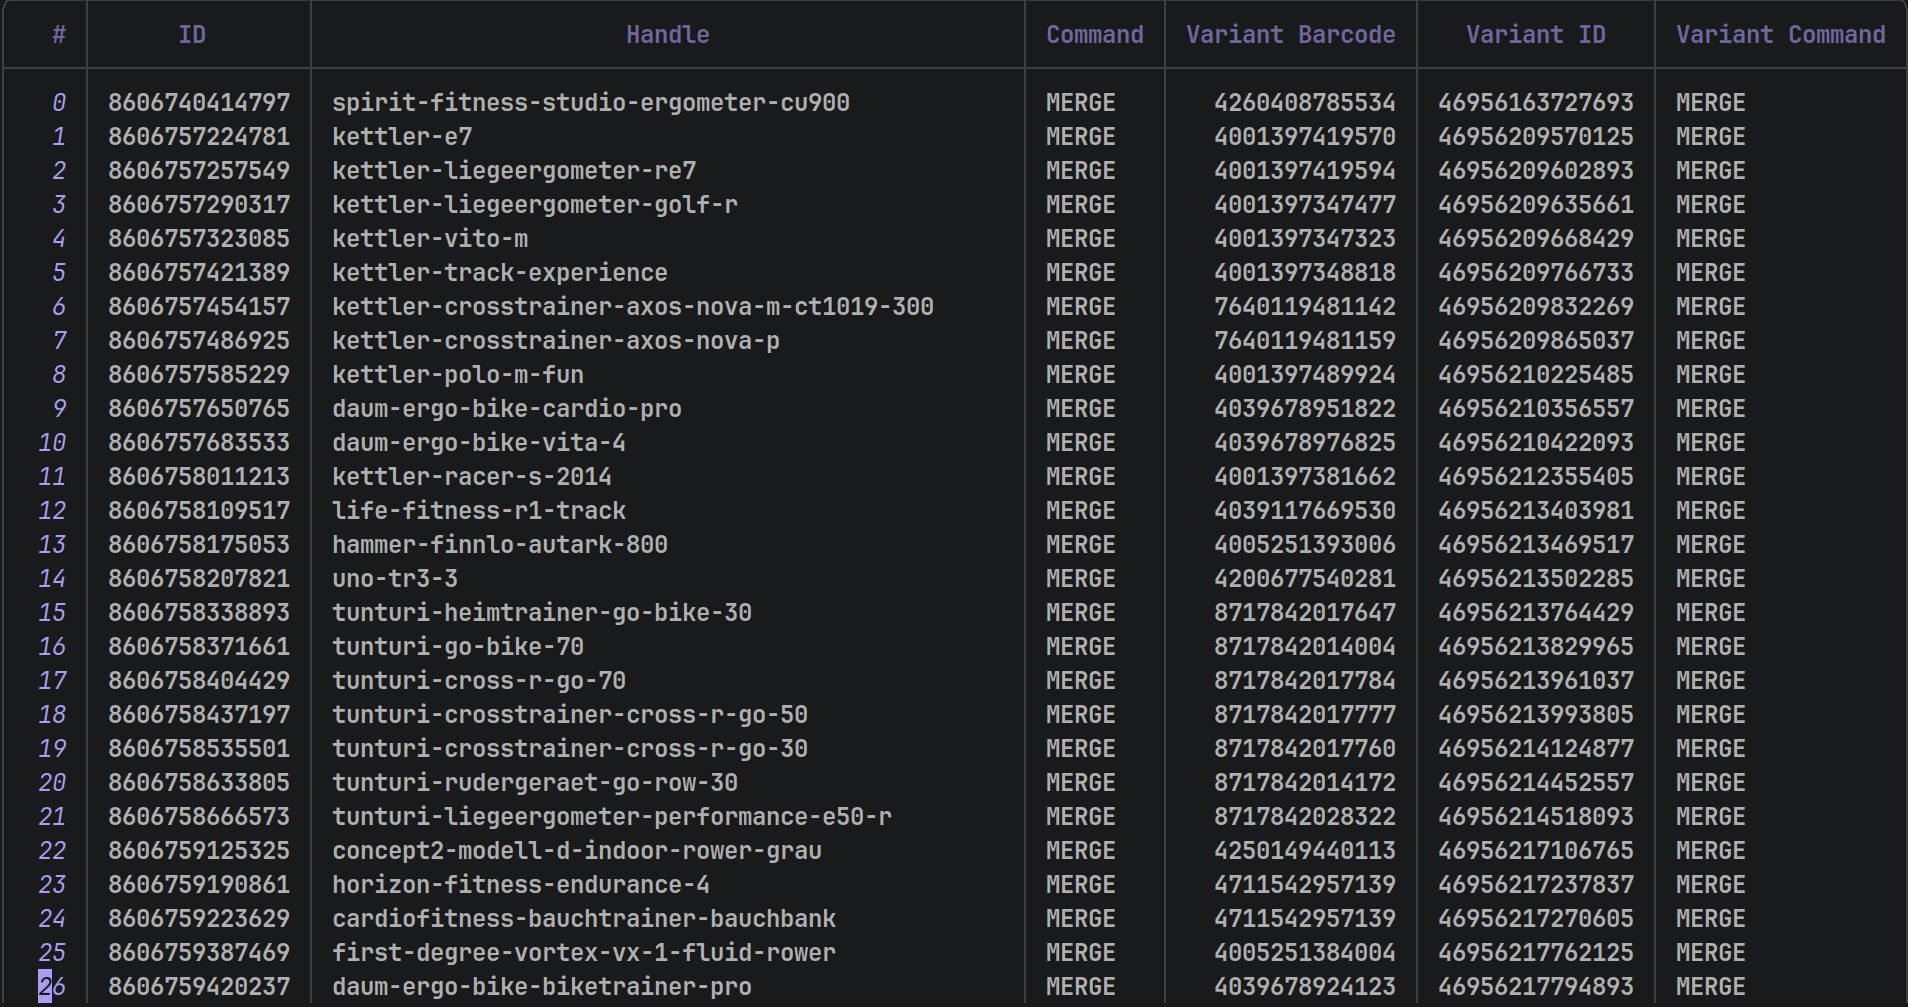 # ID Handle Command Variant Barcode Variant ID Variant Command
0 8606740414797 spirit-fitness-studio-ergometer-cu900 MERGE 4260408785534 46956163727693 MERGE
1 8606757224781 kettler-e7 MERGE 4001397419570 46956209570125 MERGE
2 8606757257549 kettler-liegeergometer-re7 MERGE 4001397419594 46956209602893 MERGE
3 8606757290317 kettler-liegeergometer-golf-r MERGE 4001397347477 46956209635661 MERGE
4 8606757323085 kettler-vito-m MERGE 4001397347323 46956209668429 MERGE
5 8606757421389 kettler-track-experience MERGE 4001397348818 46956209766733 MERGE
6 8606757454157 kettler-crosstrainer-axos-nova-m-ct1019-300 MERGE 7640119481142 46956209832269 MERGE
7 8606757486925 kettler-crosstrainer-axos-nova-p MERGE 7640119481159 46956209865037 MERGE
8 8606757585229 kettler-polo-m-fun MERGE 4001397489924 46956210225485 MERGE
9 8606757650765 daum-ergo-bike-cardio-pro MERGE 4039678951822 46956210356557 MERGE
10 8606757683533 daum-ergo-bike-vita-4 MERGE 4039678976825 46956210422093 MERGE
11 8606758011213 kettler-racer-s-2014 MERGE 4001397381662 46956212355405 MERGE
12 8606758109517 life-fitness-r1-track MERGE 4039117669530 46956213403981 MERGE
13 8606758175053 hammer-finnlo-autark-800 MERGE 4005251393006 46956213469517 MERGE
14 8606758207821 uno-tr3-3 MERGE 4200677540281 46956213502285 MERGE
15 8606758338893 tunturi-heimtrainer-go-bike-30 MERGE 8717842017647 46956213764429 MERGE
16 8606758371661 tunturi-go-bike-70 MERGE 8717842014004 46956213829965 MERGE
17 8606758404429 tunturi-cross-r-go-70 MERGE 8717842017784 46956213961037 MERGE
18 8606758437197 tunturi-crosstrainer-cross-r-go-50 MERGE 8717842017777 46956213993805 MERGE
19 8606758535501 tunturi-crosstrainer-cross-r-go-30 MERGE 8717842017760 46956214124877 MERGE
20 8606758633805 tunturi-rudergeraet-go-row-30 MERGE 8717842014172 46956214452557 MERGE
21 8606758666573 tunturi-liegeergometer-performance-e50-r MERGE 8717842028322 46956214518093 MERGE
22 8606759125325 concept2-modell-d-indoor-rower-grau MERGE 4250149440113 46956217106765 MERGE
23 8606759190861 horizon-fitness-endurance-4 MERGE 4711542957139 46956217237837 MERGE
24 8606759223629 cardiofitness-bauchtrainer-bauchbank MERGE 4711542957139 46956217270605 MERGE
25 8606759387469 first-degree-vortex-vx-1-fluid-rower MERGE 4005251384004 46956217762125 MERGE
26 8606759420237 daum-ergo-bike-biketrainer-pro MERGE 4039678924123 46956217794893 MERGE